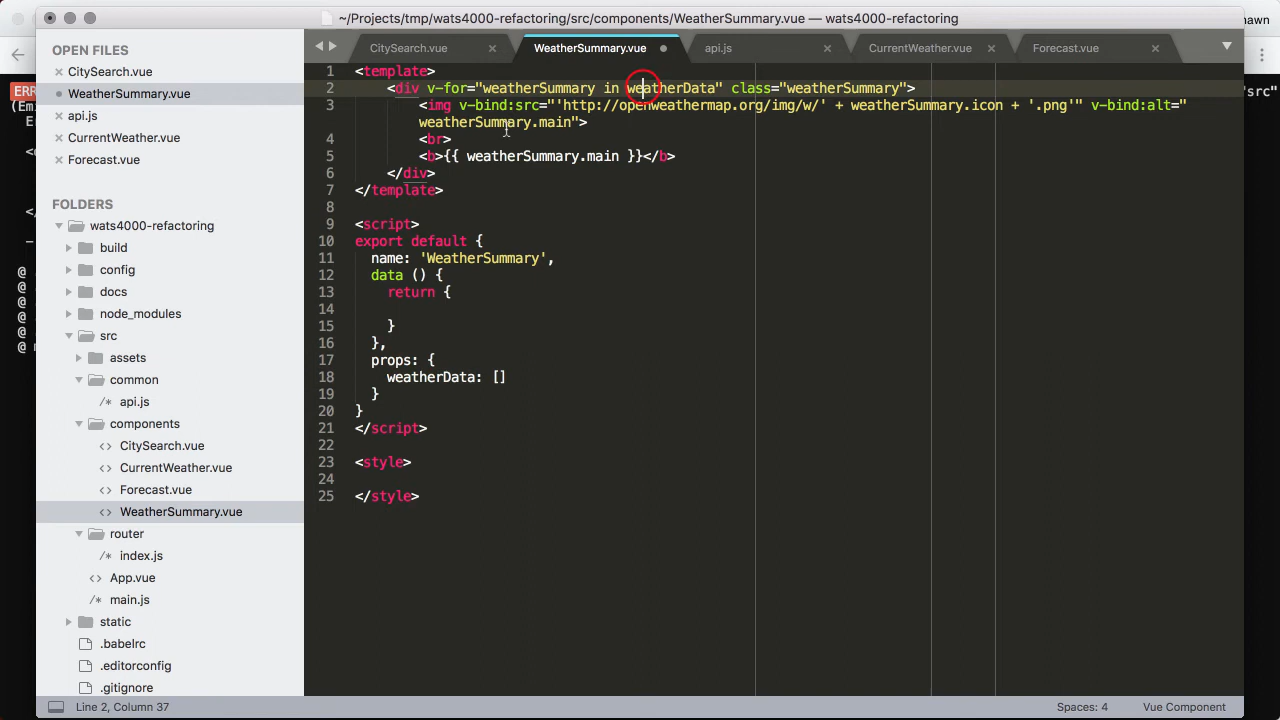 ~/Projects/tmp/wats4000-refactoring/src/components/WeatherSummary.vue — wats4000-refactoring
awn
OPEN FILES
CitySearch.vue
WeatherSummary.vue
api.js
CurrentWeather.vue
Forecast.vue
FOLDERS
wats4000-refactoring
build
config
docs
node_modules
src
assets
common
/* api.js
components
<> CitySearch.vue
<> CurrentWeather.vue
<> Forecast.vue
<> WeatherSummary.vue
router
/* index.js
<> App.vue
/* main.js
static
.babelrc
.editorconfig
.gitignore
CitySearch.vue
WeatherSummary.vue
api.js
CurrentWeather.vue
Forecast.vue
1 <template>
2 <div v-for="weatherSummary in weatherData" class="weatherSummary">
3 <img v-bind:src="'http://openweathermap.org/img/w/' + weatherSummary.icon + '.png'" v-bind:alt="
weatherSummary.main">
4 <br>
5 <b>{{ weatherSummary.main }}</b>
6 </div>
7 </template>
8
9 <script>
10 export default {
11 name: 'WeatherSummary',
12 data () {
13 return {
14
15 }
16 },
17 props: {
18 weatherData: []
19 }
20 }
21 </script>
22
23 <style>
24
25 </style>
ERR
(Em
E
<d
</
@
@
@
@
@
src"
Line 2, Column 37
Spaces: 4
Vue Component